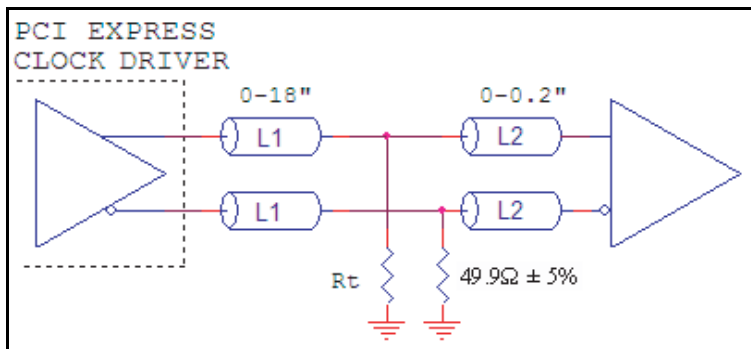 PCI EXPRESS
CLOCK DRIVER
0-18"
0-0.2"
L1
L2
L1
L2
Rt
49.9Ω ± 5%